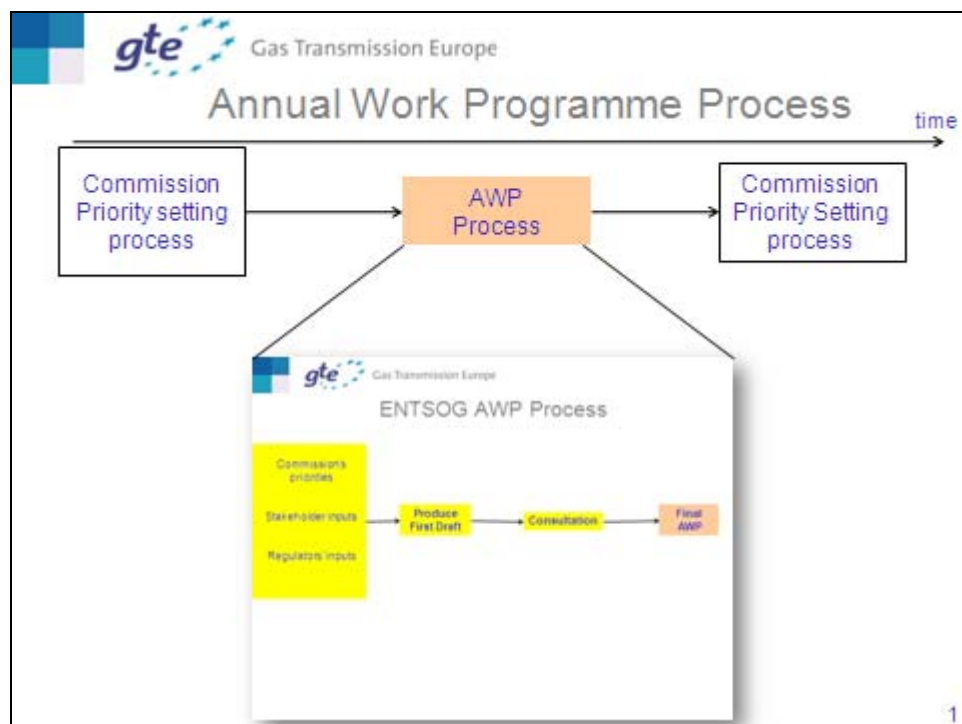 gte Gas Transmission Europe
Annual Work Programme Process
time
Commission
Priority setting
process
AWP
Process
Commission
Priority Setting
process
gte Gas Transmission Europe
ENTSOG AWP Process
Commission's
priorities
Stakeholder inputs
Regulators' inputs
Produce
First Draft
Consultation
Final
AWP
1